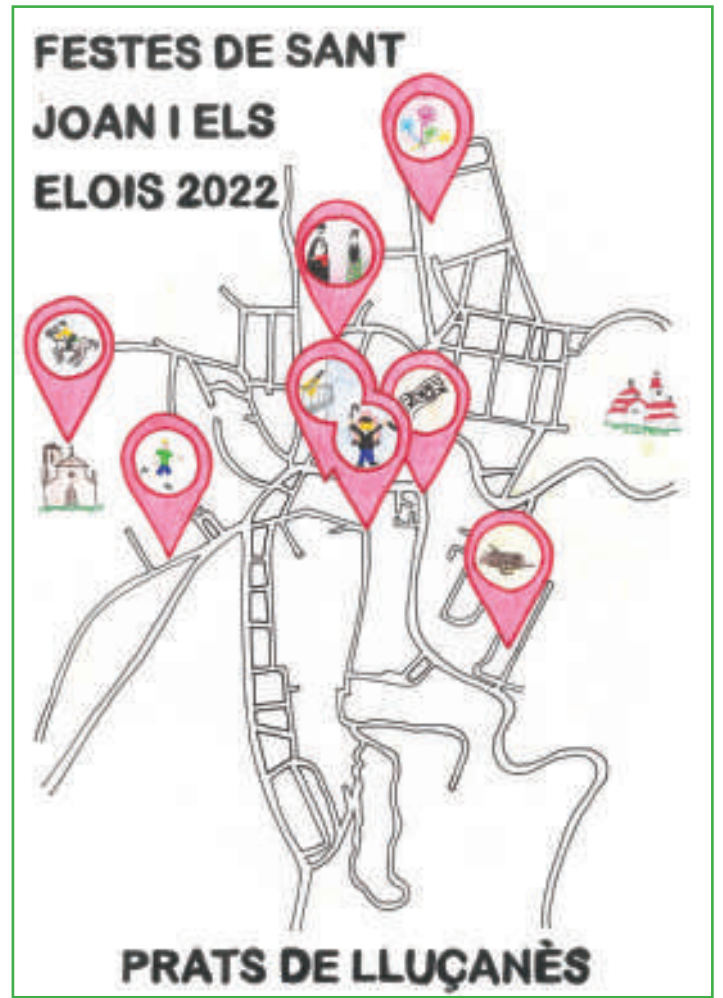 FESTES DE SANT
JOAN I ELS
ELOIS 2022
PRATS DE LLUÇANÈS